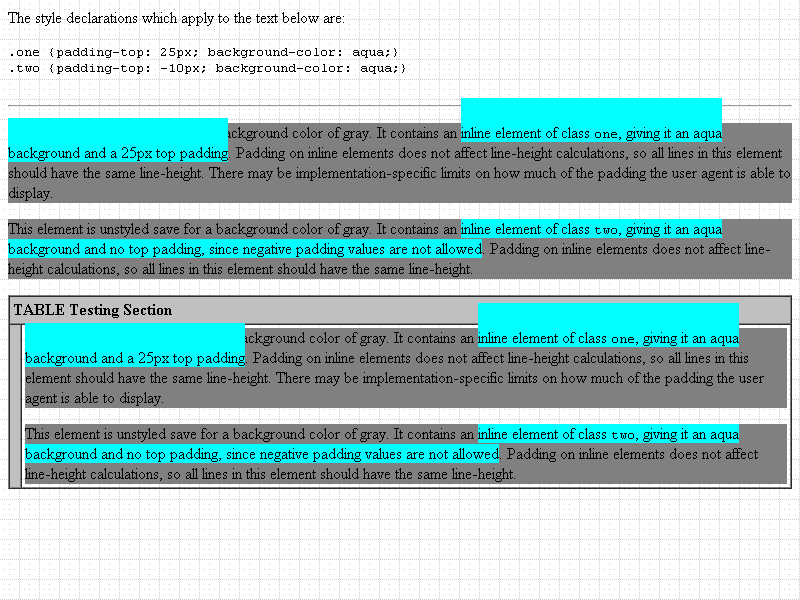 The style declarations which apply to the text below are:
.one {padding-top: 25px; background-color: aqua;}
.two {padding-top: -10px; background-color: aqua;}
ackground color of gray. It contains an inline element of class one, giving it an aqua
background and a 25px top padding. Padding on inline elements does not affect line-height calculations, so all lines in this element
should have the same line-height. There may be implementation-specific limits on how much of the padding the user agent is able to
display.
This element is unstyled save for a background color of gray. It contains an inline element of class two, giving it an aqua
background and no top padding, since negative padding values are not allowed. Padding on inline elements does not affect line-
height calculations, so all lines in this element should have the same line-height.
TABLE Testing Section
ackground color of gray. It contains an inline element of class one, giving it an aqua
background and a 25px top padding. Padding on inline elements does not affect line-height calculations, so all lines in this
element should have the same line-height. There may be implementation-specific limits on how much of the padding the user
agent is able to display.
This element is unstyled save for a background color of gray. It contains an inline element of class two, giving it an aqua
background and no top padding, since negative padding values are not allowed. Padding on inline elements does not affect
line-height calculations, so all lines in this element should have the same line-height.